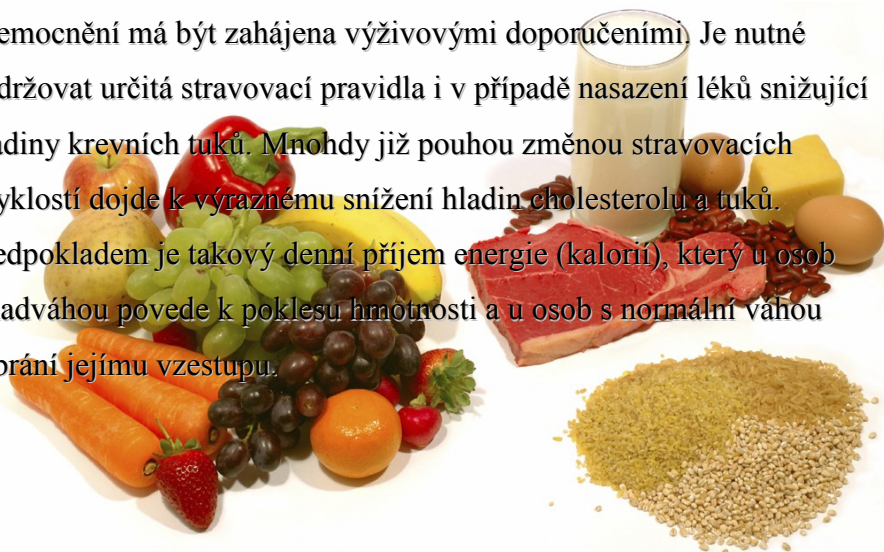 emocnění má být zahájena výživovými doporučeními. Je nutné
držovat určitá stravovací pravidla i v případě nasazení léků snižující
adiny krevních tuků. Mnohdy již pouhou změnou stravovacích
yklostí dojde k výraznému snížení hladin cholesterolu a tuků.
edpokladem je takový denní příjem energie (kalorií), který u osob
nadváhou povede k poklesu hmotnosti a u osob s normální váhou
brání jejímu vzestupu.